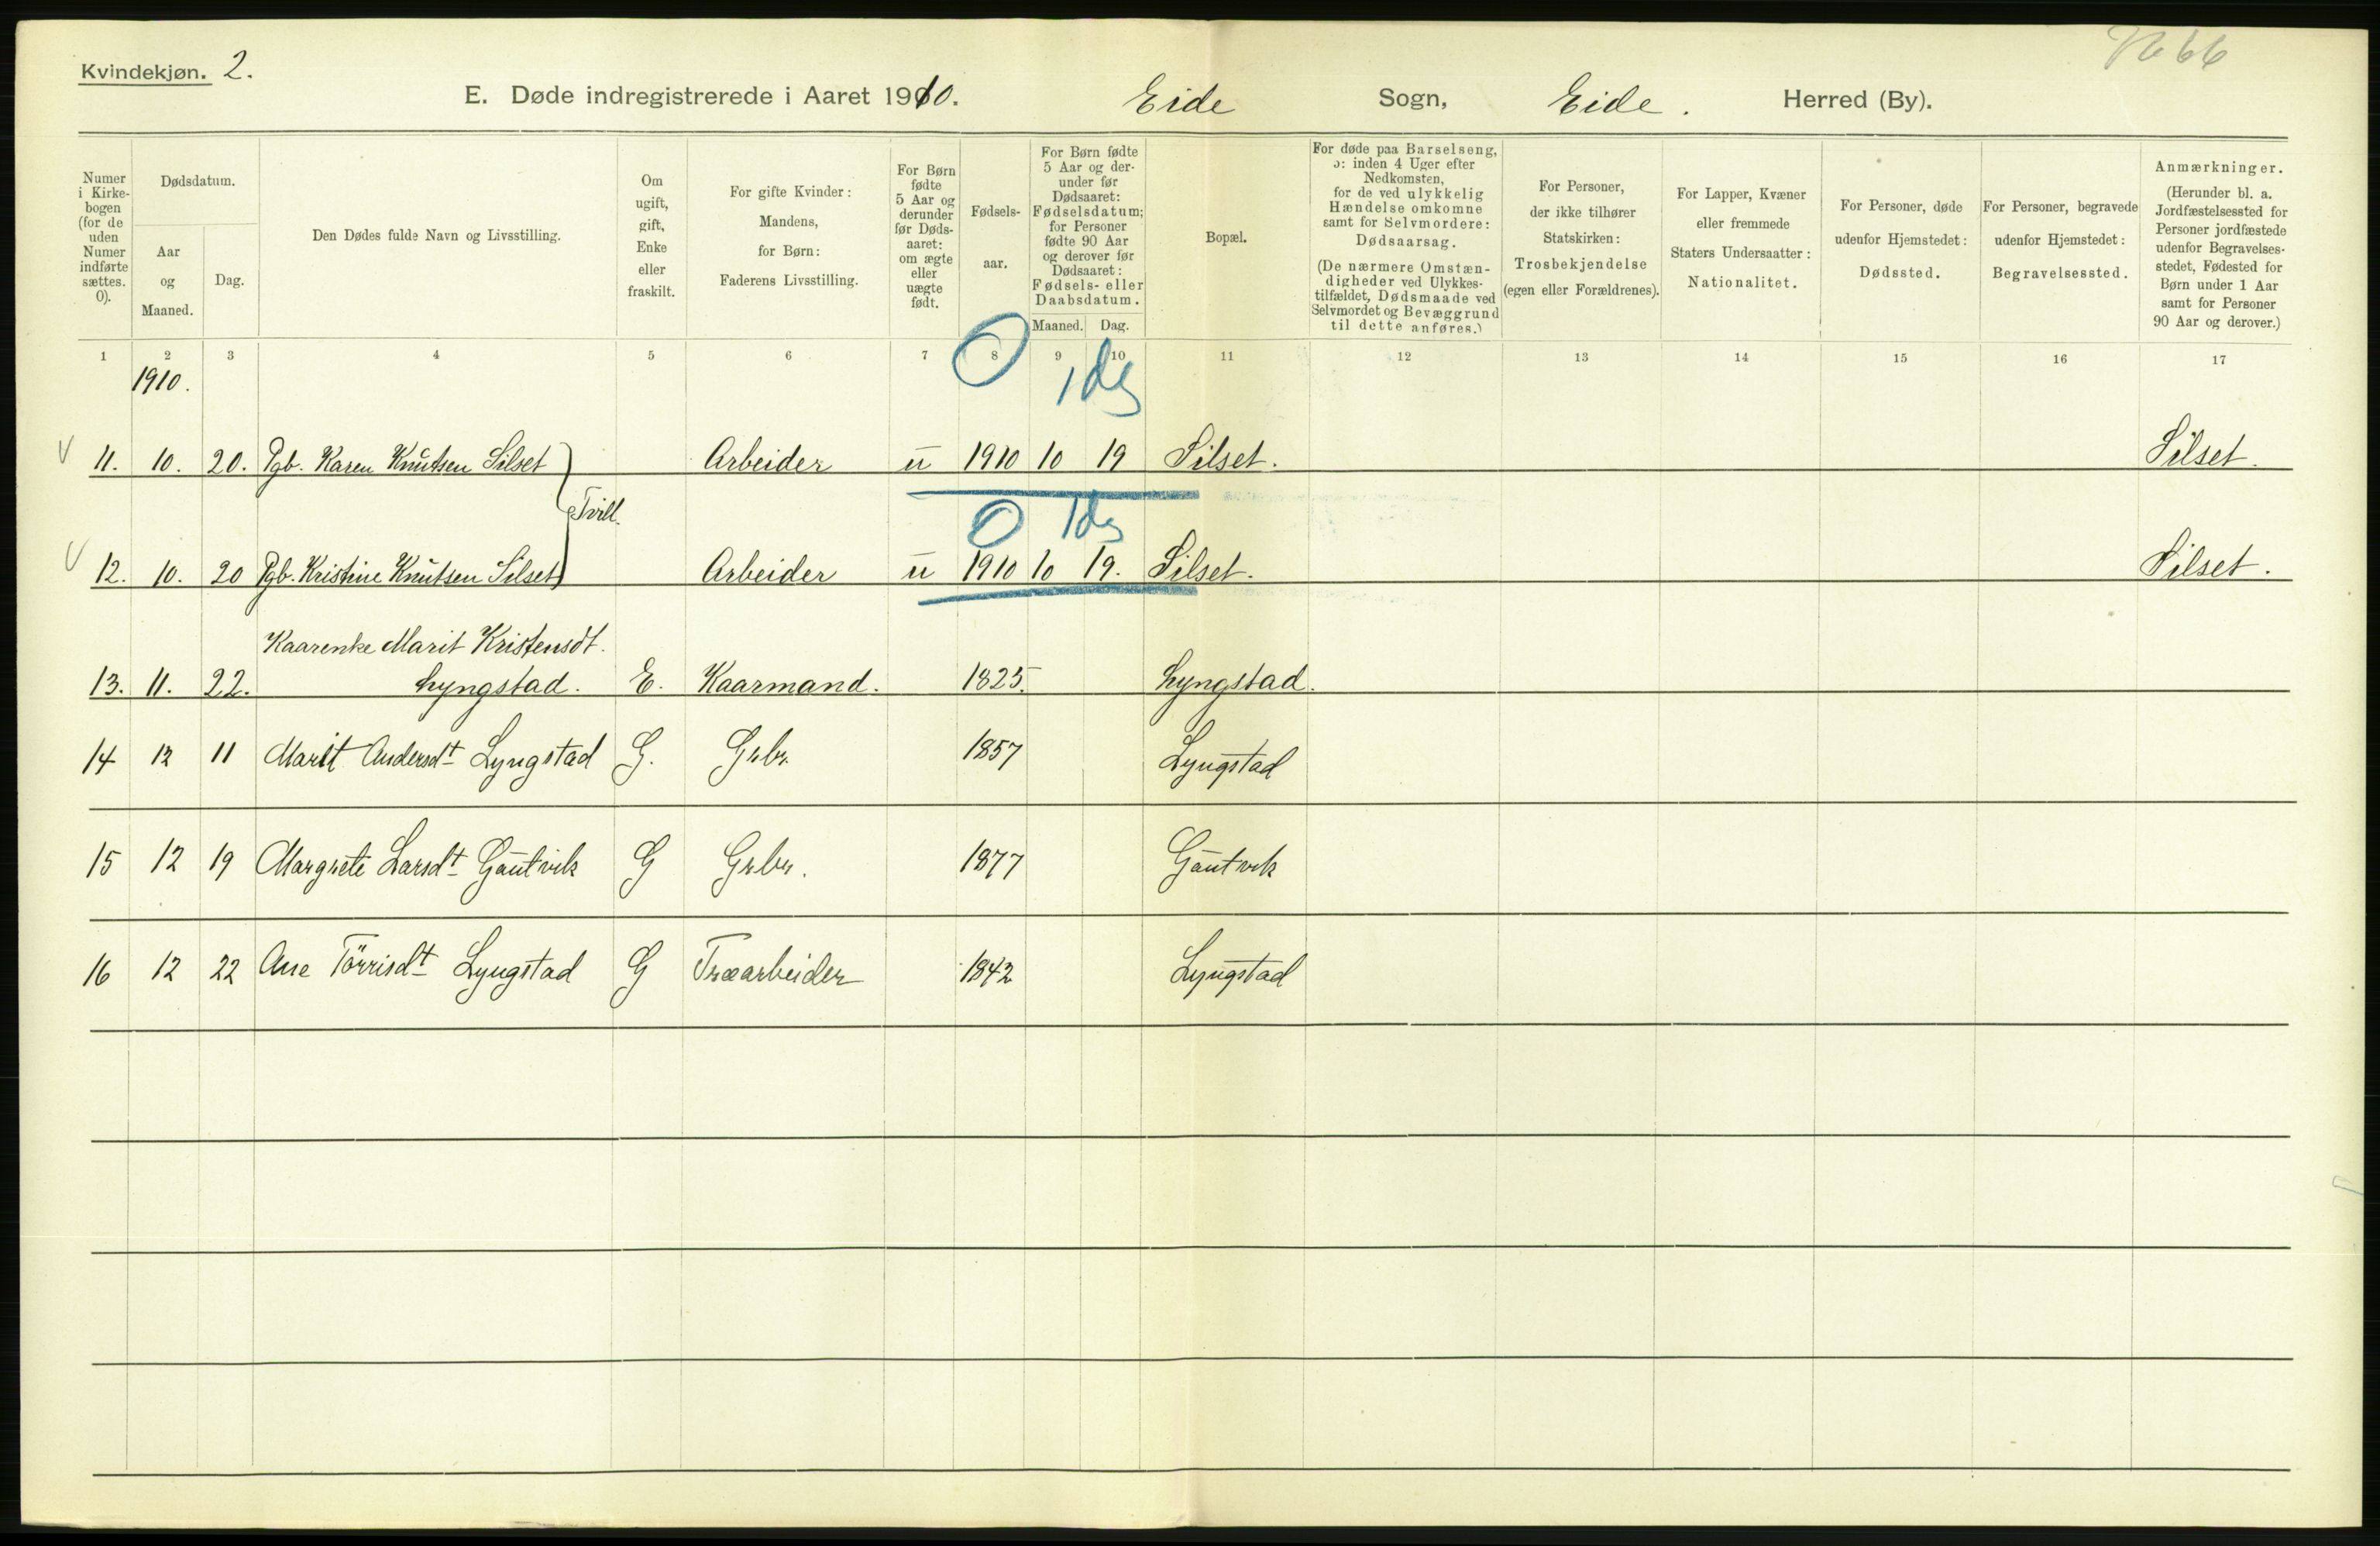 Kvindekjøn. 2.
E. Døde indregistrerede i Aaret 1910. Eide Sogn, Eide. Herred (By).
Numer i Kirkebogen (for de uden Numer indførte sættes. 0).
Dødsdatum.
Aar og Maaned.
Dag.
Den Dødes fulde Navn og Livsstilling.
Om ugift, gift, Enke eller fraskilt.
For gifte Kvinder: Mandens, for Børn: Faderens Livsstilling.
For Børn fødte 5 Aar og derunder før Dødsaaret: om ægte eller uægte født.
Fødselsaar.
For Børn fødte 5 Aar og derunder før Dødsaaret: Fødselsdatum; for Personer fødte 90 Aar og derover før Dødsaaret: Fødsels- eller Daabsdatum.
Maaned. Dag.
Bopæl.
For døde paa Barselseng, ɔ: inden 4 Uger efter Nedkomsten, for de ved ulykkelig Hændelse omkomne samt for Selvmordere: Dødsaarsag. (De nærmere Omstændigheder ved Ulykkestilfældet, Dødsmaade ved Selvmordet og Bevæggrund til dette anføres.)
For Personer, der ikke tilhører Statskirken: Trosbekjendelse (egen eller Forældrenes).
For Lapper, Kvæner eller fremmede Staters Undersaatter: Nationalitet.
For Personer, døde udenfor Hjemstedet: Dødssted.
For Personer, begravede udenfor Hjemstedet: Begravelsessted.
Anmærkninger. (Herunder bl. a. Jordfæstelsessted for Personer jordfæstede udenfor Begravelsesstedet, Fødested for Børn under 1 Aar samt for Personer 90 Aar og derover.)
1 2 3 4 5 6 7 8 9 10 11 12 13 14 15 16 17
1910.
0 1 dg
11. 10. 20. Pgb. Karen Knutsen Silset Arbeider u 1910 10 19 Silset. Silset.
Tvill.
0 1 dg
12. 10. 20 Pgb. Kristine Knutsen Silset Arbeider u 1910 10 19. Silset. Silset.
Kaarenke Marit Kristensdt.
13. 11. 22. Lyngstad. E. Kaarmand. 1825. Lyngstad.
14 12 11 Marit Andersdt Lyngstad G. Grbr. 1857 Lyngstad
15 12 19 Margrete Larsdt Gautvik G Grbr. 1877 Gautvik
16 12 22 Ane Törrisdt Lyngstad G Træarbeider 1842 Lyngstad